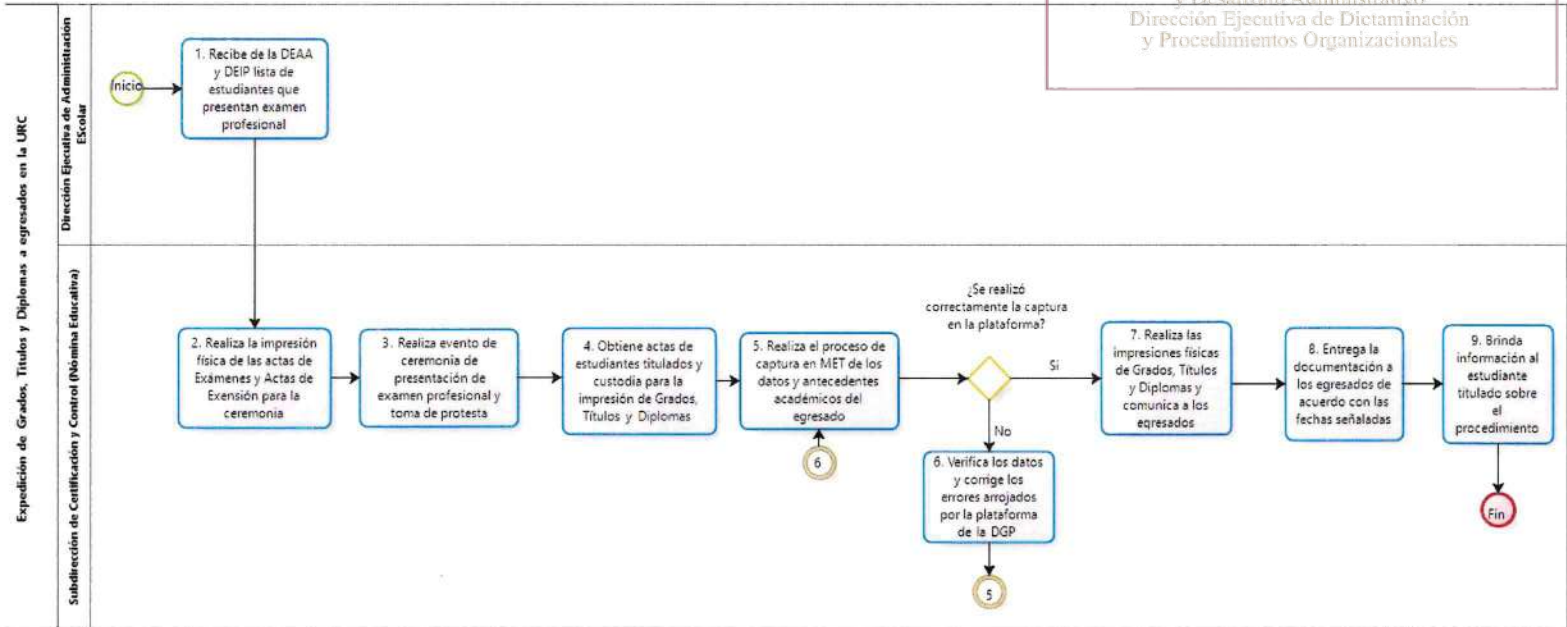 y Desarrollo Administrativo
Dirección Ejecutiva de Dictaminación
y Procedimientos Organizacionales
Expedición de Grados, Titulos y Diplomas a egresados en la URC
Dirección Ejecutiva de Administración
EScolar
Inicio
1. Recibe de la DEAA
y DEIP lista de
estudiantes que
presentan examen
profesional
Subdirección de Certificación y Control (Nómina Educativa)
2. Realiza la impresión
física de las actas de
Exámenes y Actas de
Exensión para la
ceremonia
3. Realiza evento de
ceremonia de
presentación de
examen profesional y
toma de protesta
4. Obtiene actas de
estudiantes titulados y
custodia para la
impresión de Grados,
Títulos y Diplomas
5. Realiza el proceso de
captura en MET de los
datos y antecedentes
académicos del
egresado
6
¿Se realizó
correctamente la captura
en la plataforma?
Si
No
6. Verifica los datos
y corrige los
errores arrojados
por la plataforma
de la DGP
5
7. Realiza las
impresiones físicas
de Grados, Títulos
y Diplomas y
comunica a los
egresados
8. Entrega la
documentación a
los egresados de
acuerdo con las
fechas señaladas
9. Brinda
información al
estudiante
titulado sobre
el
procedimiento
Fin